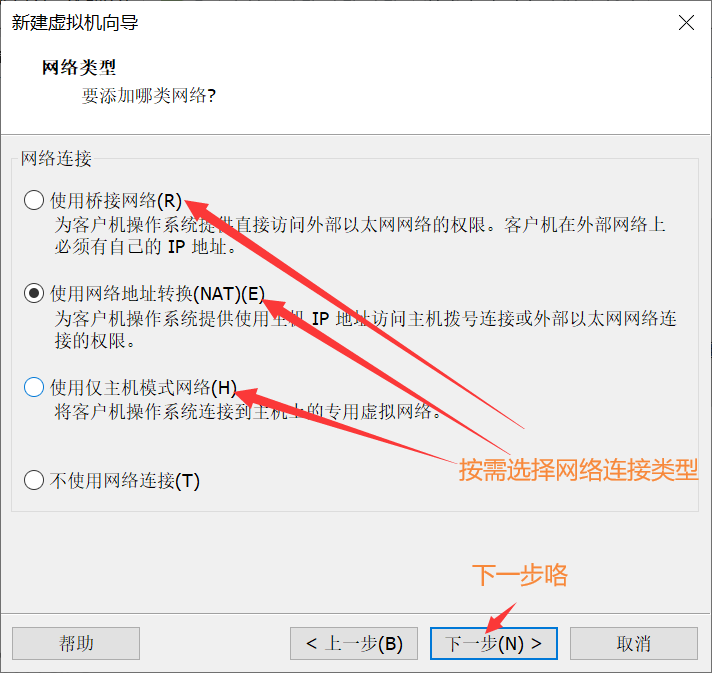 新建虚拟机向导
网络类型
要添加哪类网络?
网络连接
使用桥接网络(R)
为客户机操作系统提供直接访问外部以太网网络的权限。客户机在外部网络上
必须有自己的 IP 地址。
使用网络地址转换(NAT)(E)
为客户机操作系统提供使用主机 IP 地址访问主机拨号连接或外部以太网网络连
接的权限。
使用仅主机模式网络(H)
将客户机操作系统连接到主机上的专用虚拟网络。
按需选择网络连接类型
不使用网络连接(T)
下一步咯
帮助
< 上一步(B)
下一步(N) >
取消